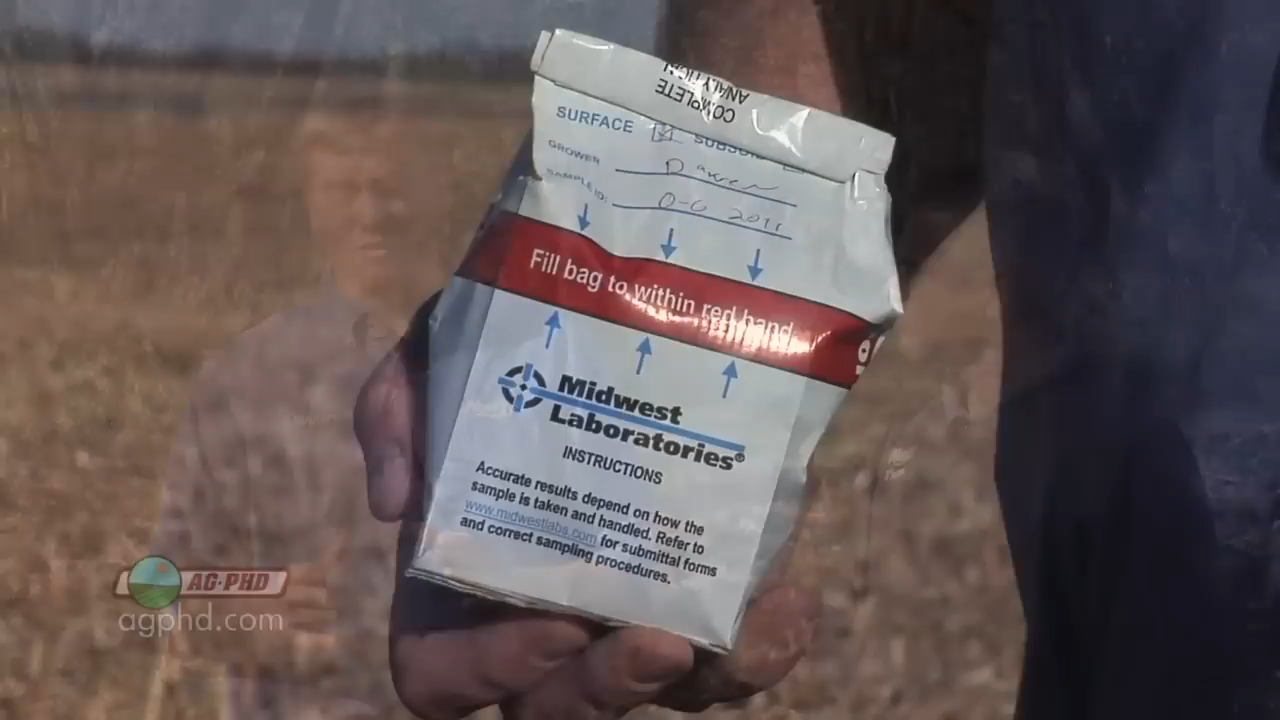 COMPLETE
ANALYTICAL
SURFACE
GROWER Darren
SAMPLE ID: 0-6 2011
Fill bag to within red band.
Midwest
Laboratories®
INSTRUCTIONS
Accurate results depend on how the
sample is taken and handled. Refer to
www.midwestlabs.com for submittal forms
and correct sampling procedures.
AG-PHD
agphd.com